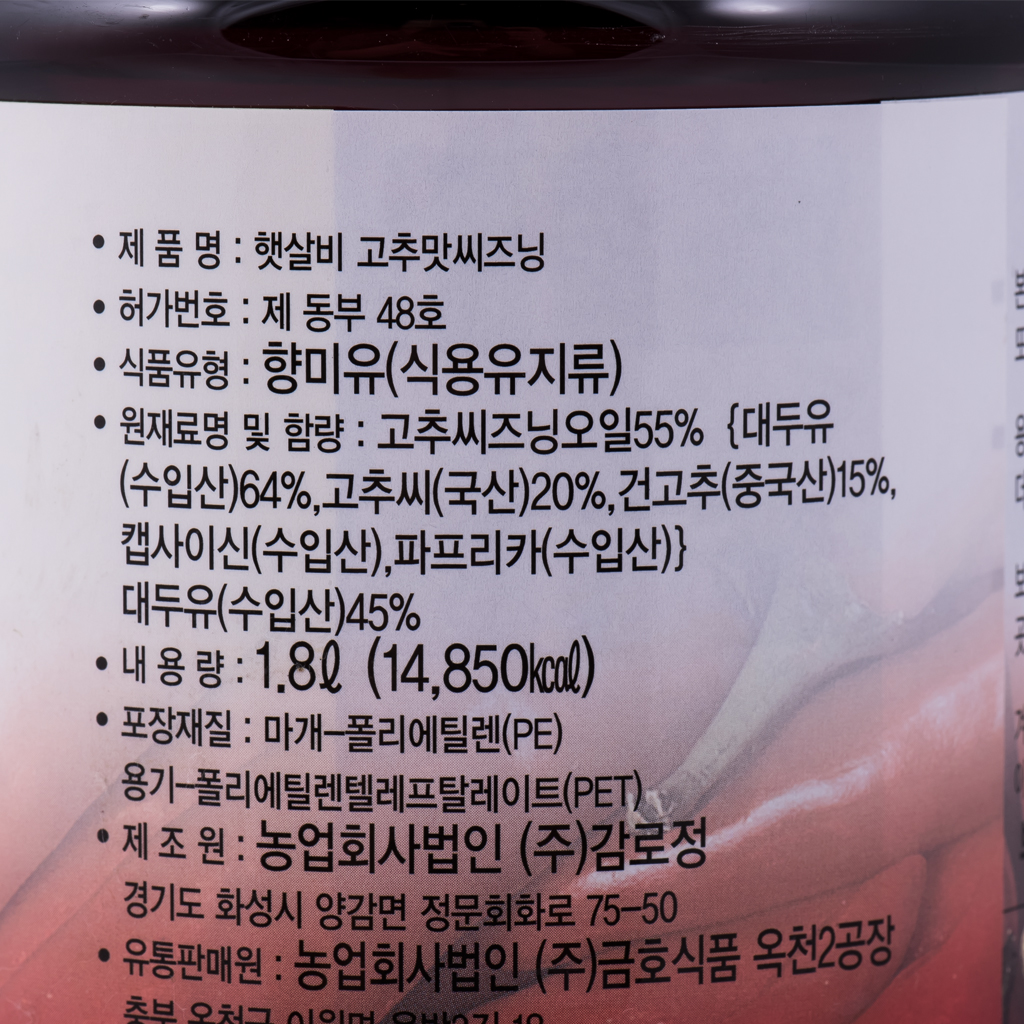 • 제 품 명 : 햇살비 고추맛씨즈닝
• 허가번호 : 제 동부 48호
• 식품유형 : 향미유(식용유지류)
• 원재료명 및 함량 : 고추씨즈닝오일55% {대두유
(수입산)64%,고추씨(국산)20%,건고추(중국산)15%,
캡사이신(수입산),파프리카(수입산)}
대두유(수입산)45%
• 내 용 량 : 1.8ℓ (14,850kcal)
• 포장재질 : 마개-폴리에틸렌(PE)
용기-폴리에틸렌텔레프탈레이트(PET)
• 제 조 원 : 농업회사법인 (주)감로정
경기도 화성시 양감면 정문회화로 75-50
• 유통판매원 : 농업회사법인 (주)금호식품 옥천2공장
충북 옥천군